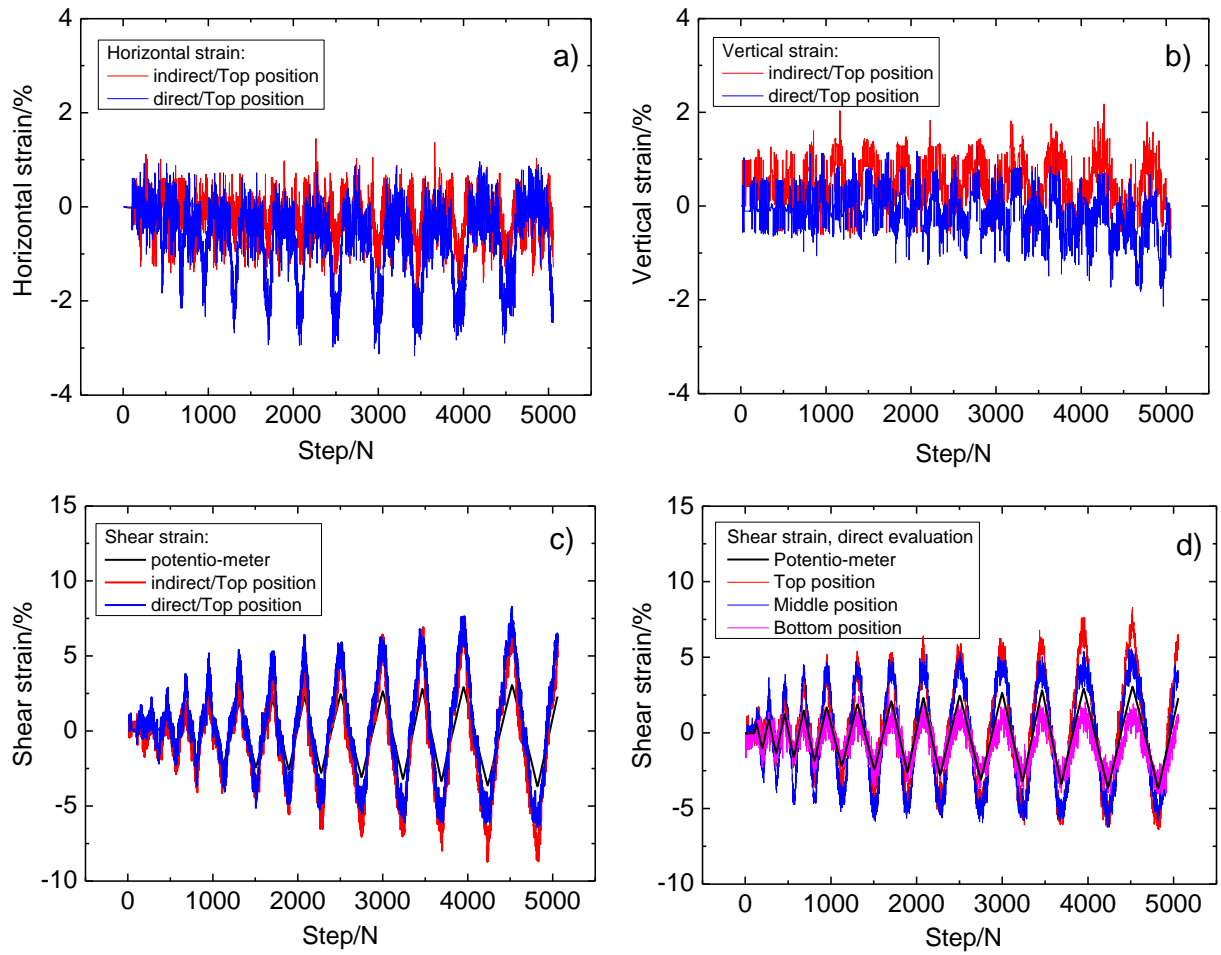 a)
Horizontal strain:
indirect/Top position
direct/Top position
Horizontal strain/%
4
2
0
-2
-4
0 1000 2000 3000 4000 5000
Step/N
b)
Vertical strain:
indirect/Top position
direct/Top position
Vertical strain/%
4
2
0
-2
-4
0 1000 2000 3000 4000 5000
Step/N
c)
Shear strain:
potentio-meter
indirect/Top position
direct/Top position
Shear strain/%
15
10
5
0
-5
-10
0 1000 2000 3000 4000 5000
Step/N
d)
Shear strain, direct evaluation
Potentio-meter
Top position
Middle position
Bottom position
Shear strain/%
15
10
5
0
-5
-10
0 1000 2000 3000 4000 5000
Step/N